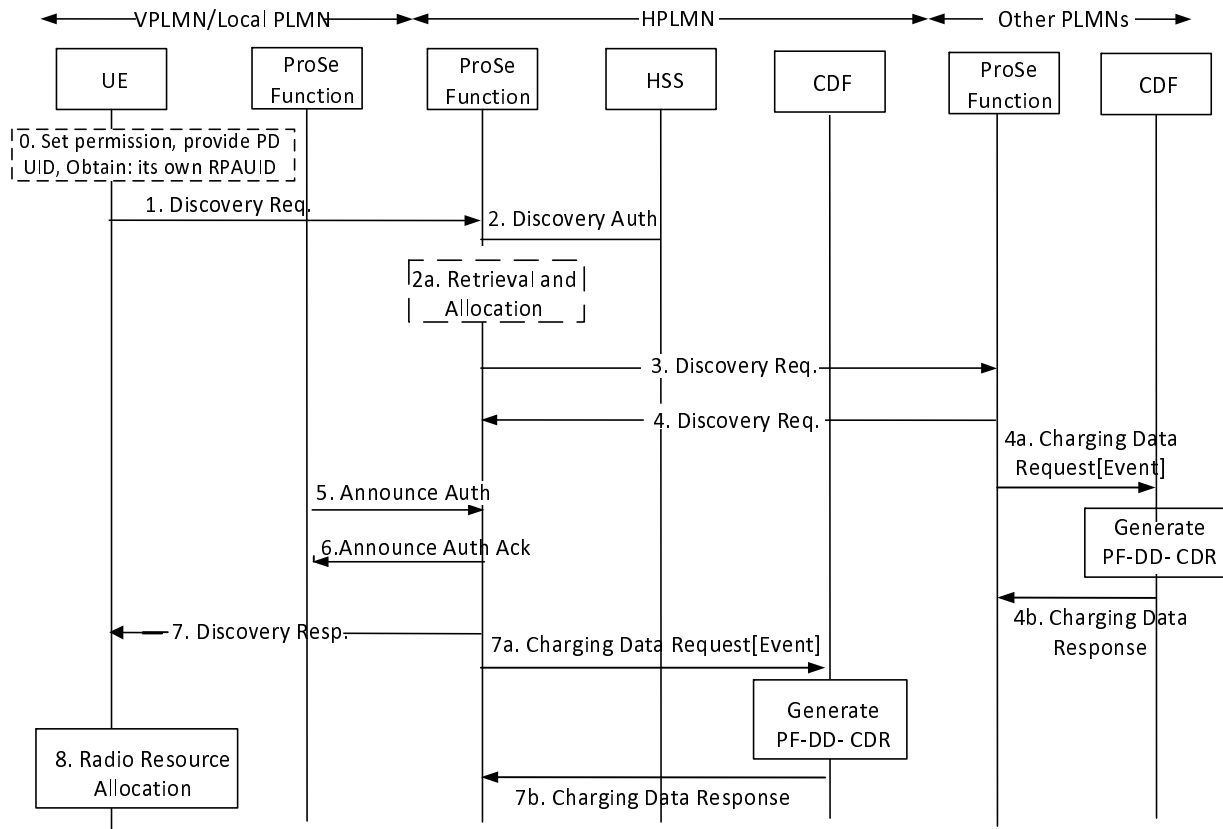 VPLMN/Local PLMN
HPLMN
Other PLMNs
UE
ProSe
Function
ProSe
Function
HSS
CDF
ProSe
Function
CDF
0. Set permission, provide PD
UID, Obtain: its own RPAUID
1. Discovery Req.
2. Discovery Auth
2a. Retrieval and
Allocation
3. Discovery Req.
4. Discovery Req.
4a. Charging Data
Request[Event]
5. Announce Auth
Generate
PF-DD- CDR
6.Announce Auth Ack
4b. Charging Data
Response
7. Discovery Resp.
7a. Charging Data Request[Event]
Generate
PF-DD- CDR
8. Radio Resource
Allocation
7b. Charging Data Response